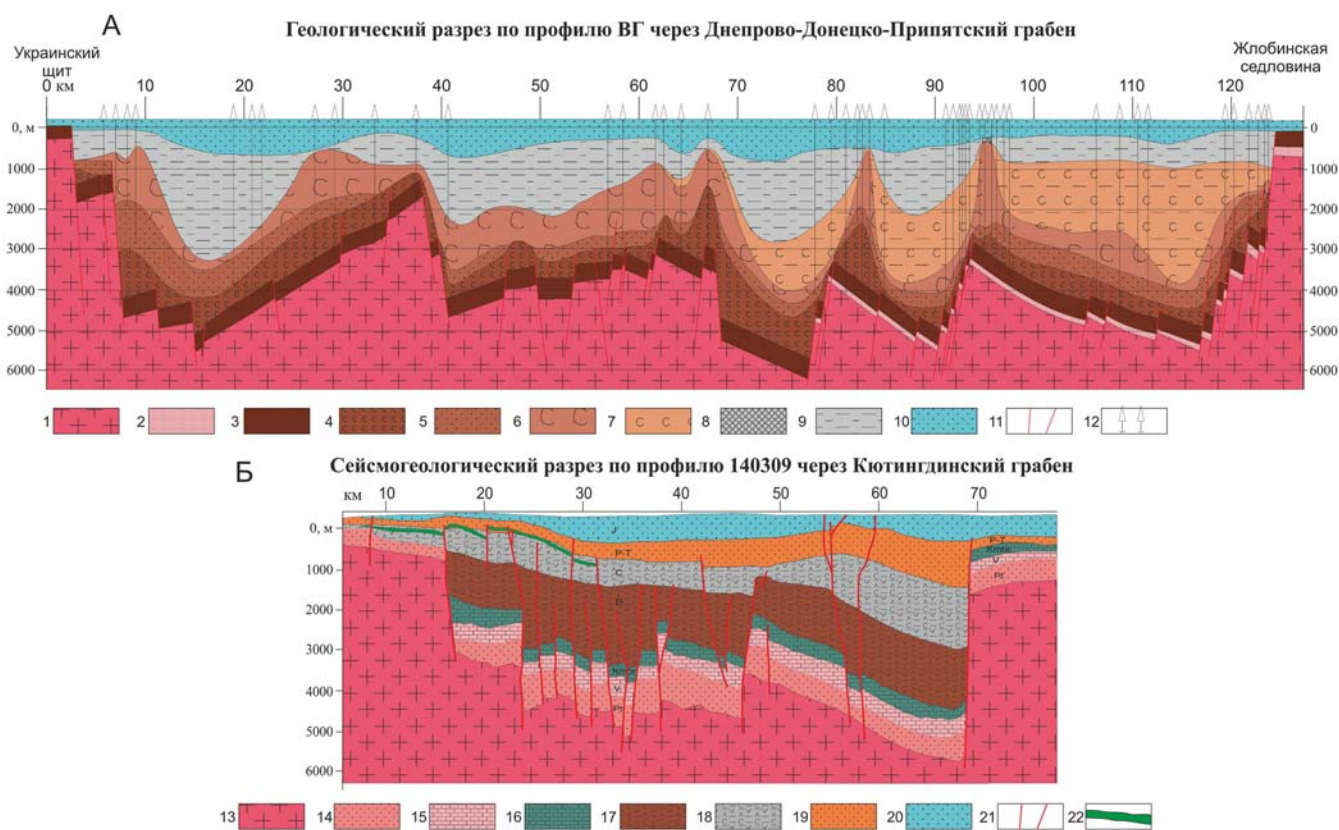 А
Геологический разрез по профилю ВГ через Днепрово-Донецко-Припятский грабен
Украинский щит
Жлобинская седловина
0 км 10 20 30 40 50 60 70 80 90 100 110 120
0, м 0
1000 1000
2000 2000
3000 3000
4000 4000
5000 5000
6000 6000
1 2 3 4 5 6 7 8 9 10 11 12
Б
Сейсмогеологический разрез по профилю 140309 через Кютингдинский грабен
км 10 20 30 40 50 60 70
0, м
1000
2000
3000
4000
5000
6000
J
P-T
C
D
V
V
13 14 15 16 17 18 19 20 21 22